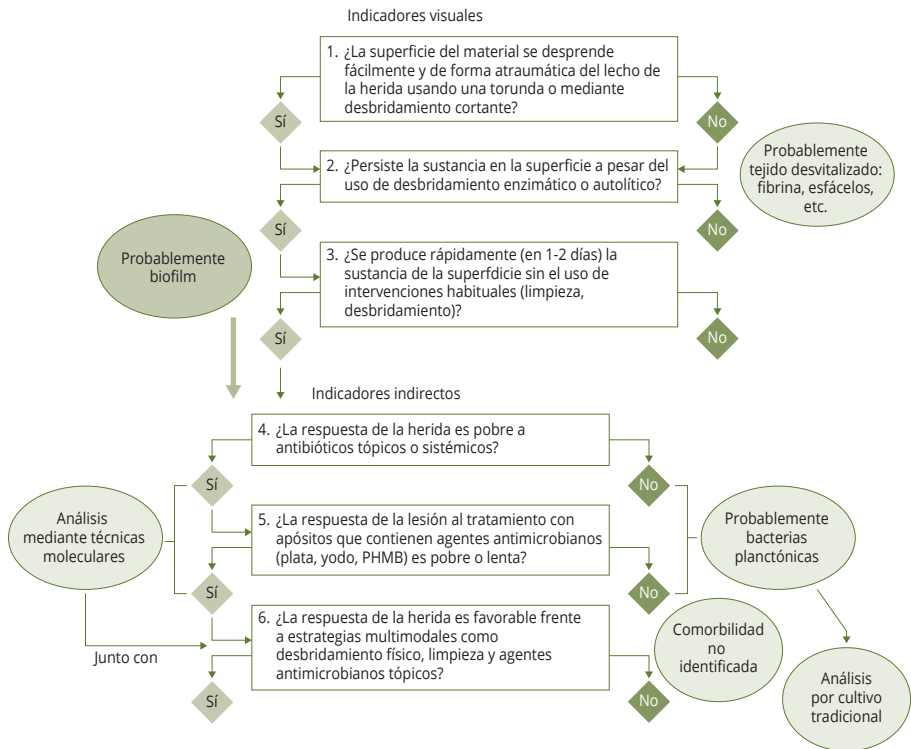 Indicadores visuales
1. ¿La superficie del material se desprende
fácilmente y de forma atraumática del lecho de
la herida usando una torunda o mediante
desbridamiento cortante?
Sí
No
2. ¿Persiste la sustancia en la superficie a pesar del
uso de desbridamiento enzimático o autolítico?
Probablemente
tejido desvitalizado:
fibrina, esfácelos,
etc.
Sí
No
Probablemente
biofilm
3. ¿Se produce rápidamente (en 1-2 días) la
sustancia de la superfdicie sin el uso de
intervenciones habituales (limpieza,
desbridamiento)?
Sí
No
Indicadores indirectos
4. ¿La respuesta de la herida es pobre a
antibióticos tópicos o sistémicos?
Sí
No
Análisis
mediante técnicas
moleculares
5. ¿La respuesta de la lesión al tratamiento con
apósitos que contienen agentes antimicrobianos
(plata, yodo, PHMB) es pobre o lenta?
Probablemente
bacterias
planctónicas
Sí
No
6. ¿La respuesta de la herida es favorable frente
a estrategias multimodales como
desbridamiento físico, limpieza y agentes
antimicrobianos tópicos?
Junto con
Comorbilidad
no
identificada
Sí
No
Análisis
por cultivo
tradicional